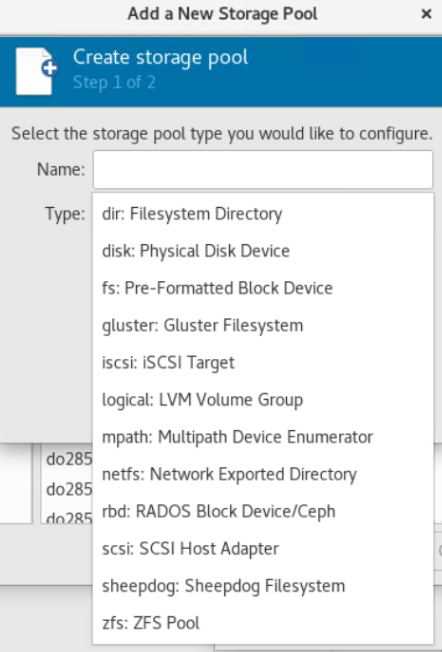 Add a New Storage Pool ×
Create storage pool
Step 1 of 2
Select the storage pool type you would like to configure.
Name:
Type:
dir: Filesystem Directory
disk: Physical Disk Device
fs: Pre-Formatted Block Device
gluster: Gluster Filesystem
iscsi: iSCSI Target
logical: LVM Volume Group
mpath: Multipath Device Enumerator
netfs: Network Exported Directory
rbd: RADOS Block Device/Ceph
scsi: SCSI Host Adapter
sheepdog: Sheepdog Filesystem
zfs: ZFS Pool
do285
do285
do285